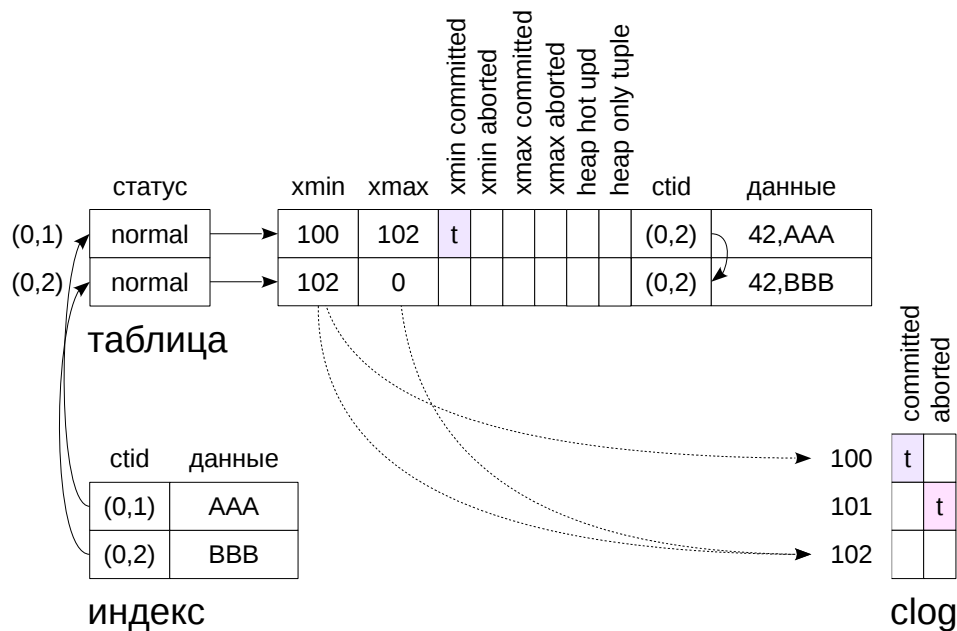 xmin committed
xmin aborted
xmax committed
xmax aborted
heap hot upd
heap only tuple
статус xmin xmax ctid данные
(0,1) normal 100 102 t (0,2) 42,AAA
(0,2) normal 102 0 (0,2) 42,BBB
таблица
committed
aborted
ctid данные
100 t
(0,1) AAA
101 t
(0,2) BBB
102
индекс
clog